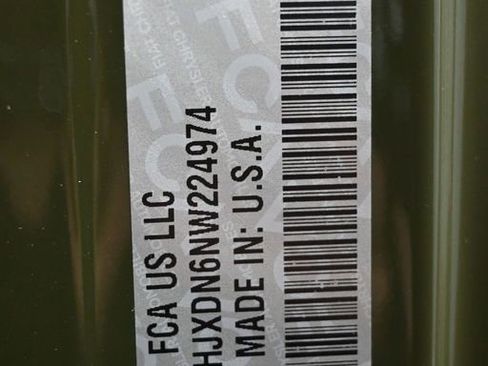 FCA US LLC
HJXDN6NW224974
MADE IN: U.S.A.